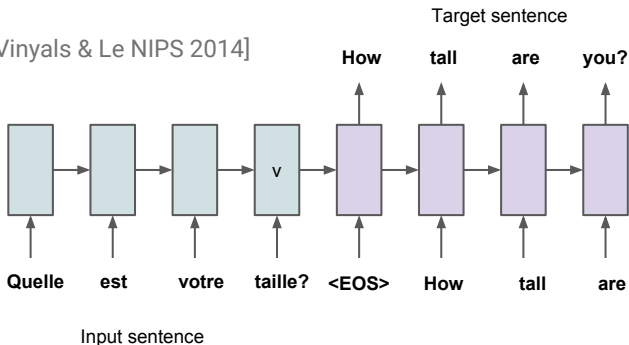 Target sentence
Vinyals & Le NIPS 2014]
How tall are you?
v
Quelle est votre taille? <EOS> How tall are
Input sentence